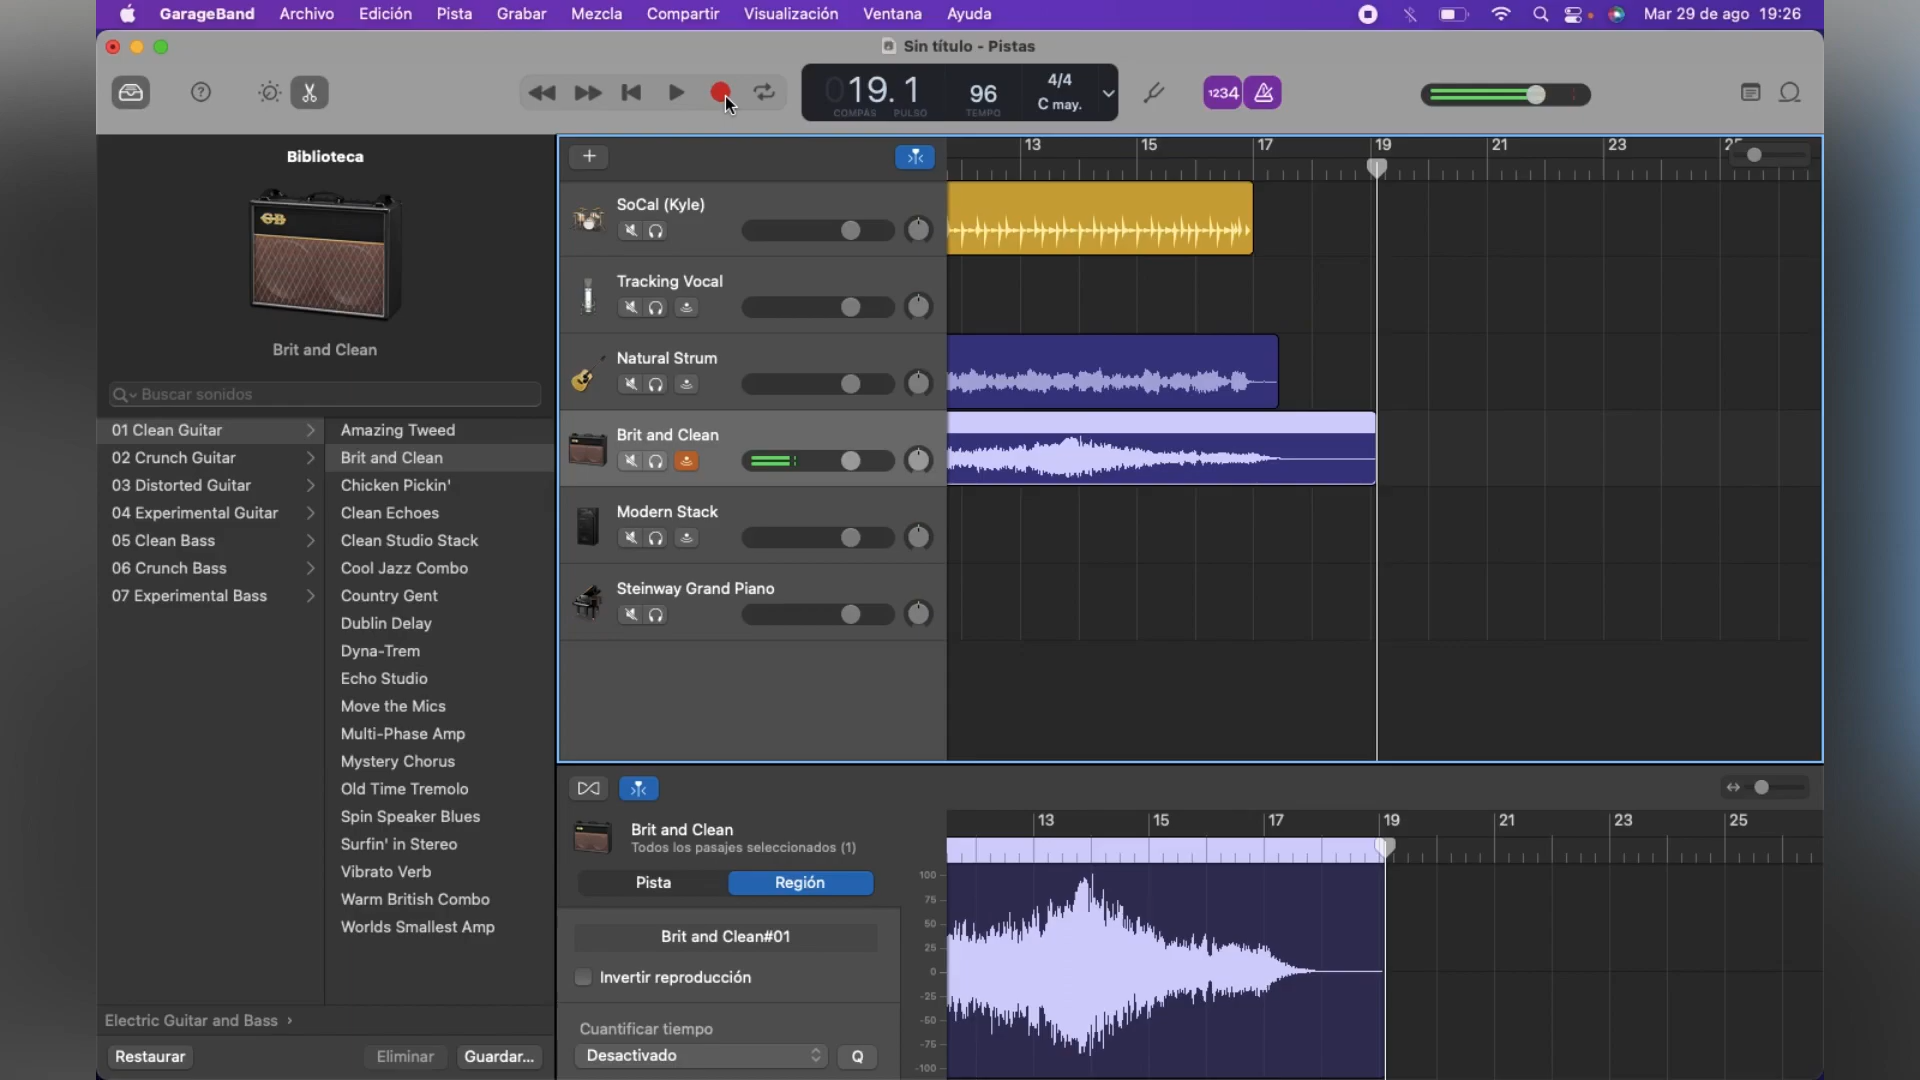 GarageBand Archivo Edición Pista Grabar Mezcla Compartir Visualización Ventana Ayuda Mar 29 de ago 19:26
Sin título - Pistas
019.1 96 4/4
C may.
COMPÁS PULSO TEMPO
1234
Biblioteca
GB
Brit and Clean
Buscar sonidos
01 Clean Guitar
02 Crunch Guitar
03 Distorted Guitar
04 Experimental Guitar
05 Clean Bass
06 Crunch Bass
07 Experimental Bass
Amazing Tweed
Brit and Clean
Chicken Pickin'
Clean Echoes
Clean Studio Stack
Cool Jazz Combo
Country Gent
Dublin Delay
Dyna-Trem
Echo Studio
Move the Mics
Multi-Phase Amp
Mystery Chorus
Old Time Tremolo
Spin Speaker Blues
Surfin' in Stereo
Vibrato Verb
Warm British Combo
Worlds Smallest Amp
Electric Guitar and Bass
Restaurar Eliminar Guardar...
13 15 17 19 21 23
SoCal (Kyle)
Tracking Vocal
Natural Strum
Brit and Clean
Modern Stack
Steinway Grand Piano
Brit and Clean
Todos los pasajes seleccionados (1)
Pista Región
Brit and Clean#01
Invertir reproducción
Cuantificar tiempo
Desactivado Q
13 15 17 19 21 23 25
100
75
50
25
0
-25
-50
-75
-100